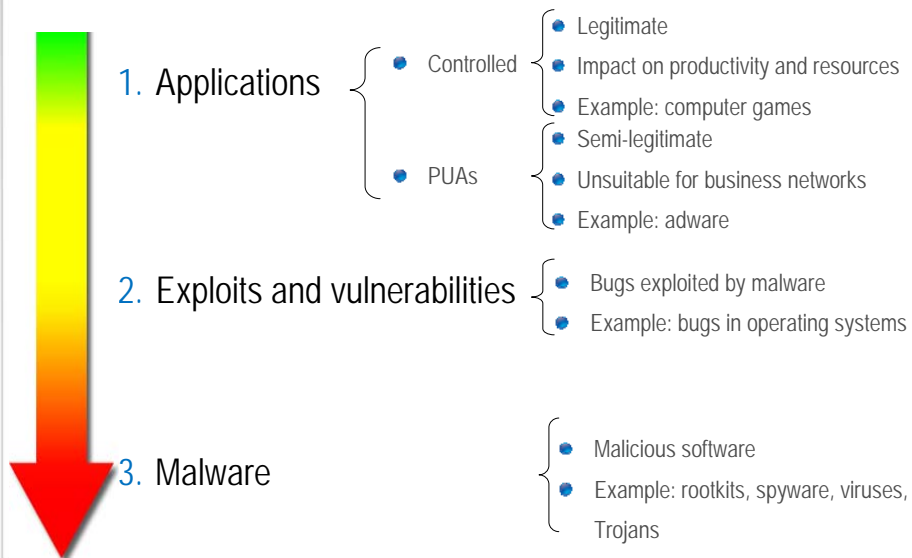 1. Applications
Controlled
Legitimate
Impact on productivity and resources
Example: computer games
PUAs
Semi-legitimate
Unsuitable for business networks
Example: adware
2. Exploits and vulnerabilities
Bugs exploited by malware
Example: bugs in operating systems
3. Malware
Malicious software
Example: rootkits, spyware, viruses,
Trojans